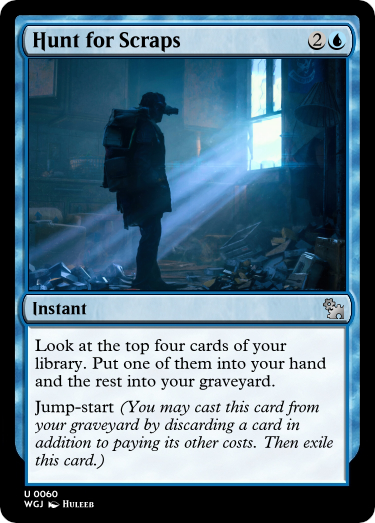 Hunt for Scraps 2
Instant
Look at the top four cards of your
library. Put one of them into your hand
and the rest into your graveyard.
Jump-start (You may cast this card from
your graveyard by discarding a card in
addition to paying its other costs. Then exile
this card.)
U 0060
WGJ HULEEB